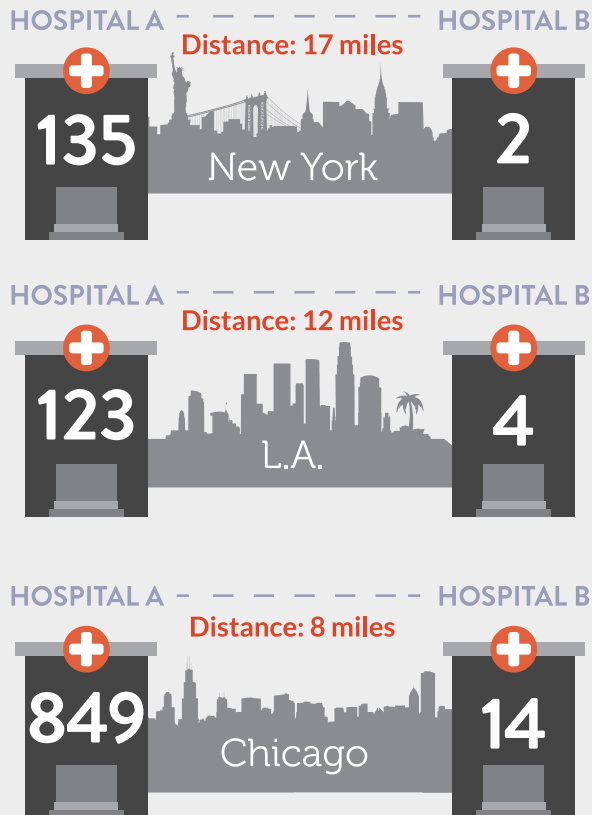 HOSPITAL A
HOSPITAL B
Distance: 17 miles
135
2
New York
HOSPITAL A
HOSPITAL B
Distance: 12 miles
123
4
L.A.
HOSPITAL A
HOSPITAL B
Distance: 8 miles
849
14
Chicago